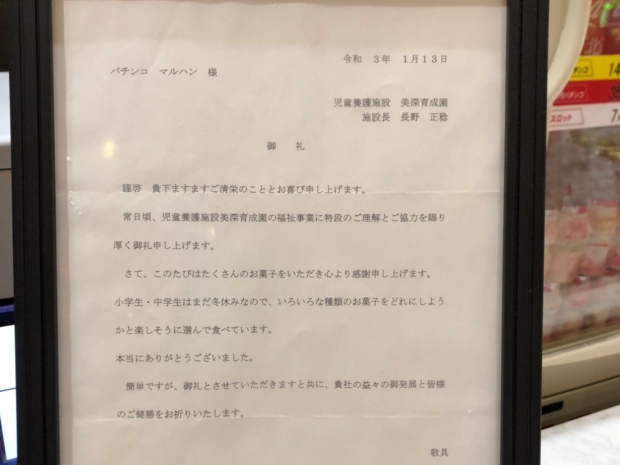 令和 3年 1月13日
パチンコ マルハン 様
児童養護施設 美深育成園
施設長 長野 正稔
御 礼
謹啓 貴下ますますご清栄のこととお喜び申し上げます。
常日頃、児童養護施設美深育成園の福祉事業に特段のご理解とご協力を賜り
厚く御礼申し上げます。
さて、このたびはたくさんのお菓子をいただき心より感謝申し上げます。
小学生・中学生はまだ冬休みなので、いろいろな種類のお菓子をどれにしよう
かと楽しそうに選んで食べています。
本当にありがとうございました。
簡単ですが、御礼とさせていただきますと共に、貴社の益々の御発展と皆様
のご健勝をお祈りいたします。
敬具
スロット